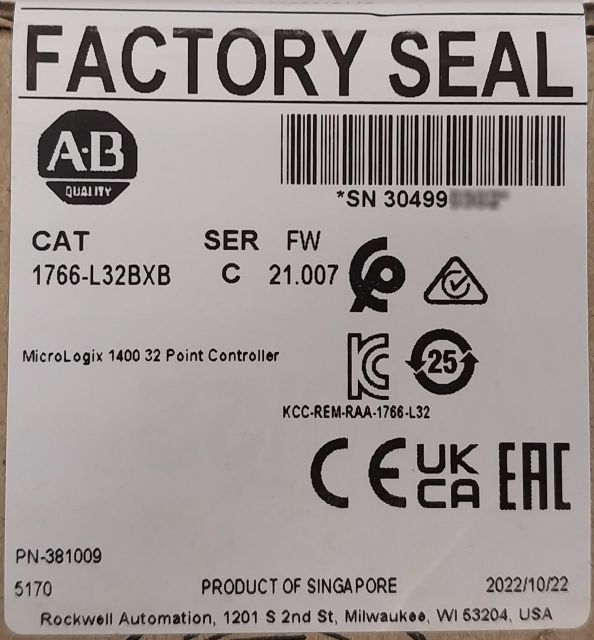 FACTORY SEAL
A·B
QUALITY
*SN 30499
CAT SER FW
1766-L32BXB C 21.007
MicroLogix 1400 32 Point Controller
25
KCC-REM-RAA-1766-L32
CE UK CA EAC
PN-381009
5170 PRODUCT OF SINGAPORE 2022/10/22
Rockwell Automation, 1201 S 2nd St, Milwaukee, WI 53204, USA